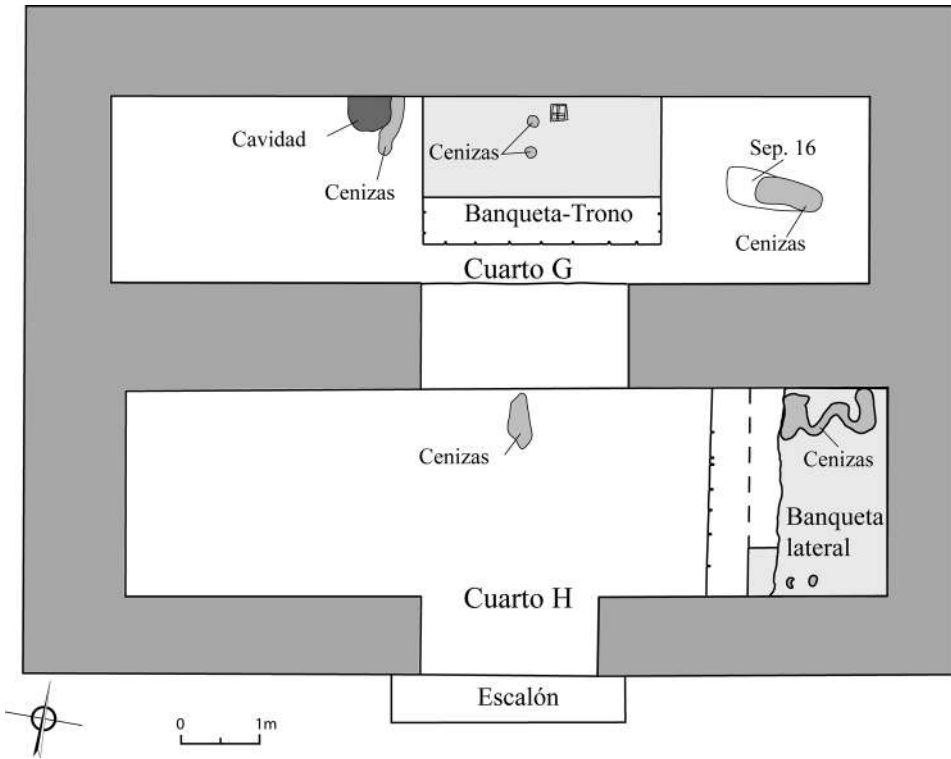 Cavidad
Cenizas
Cenizas
Sep. 16
Cenizas
Banqueta-Trono
Cuarto G
Cenizas
Cenizas
Banqueta
lateral
Cuarto H
Escalón
0 1m